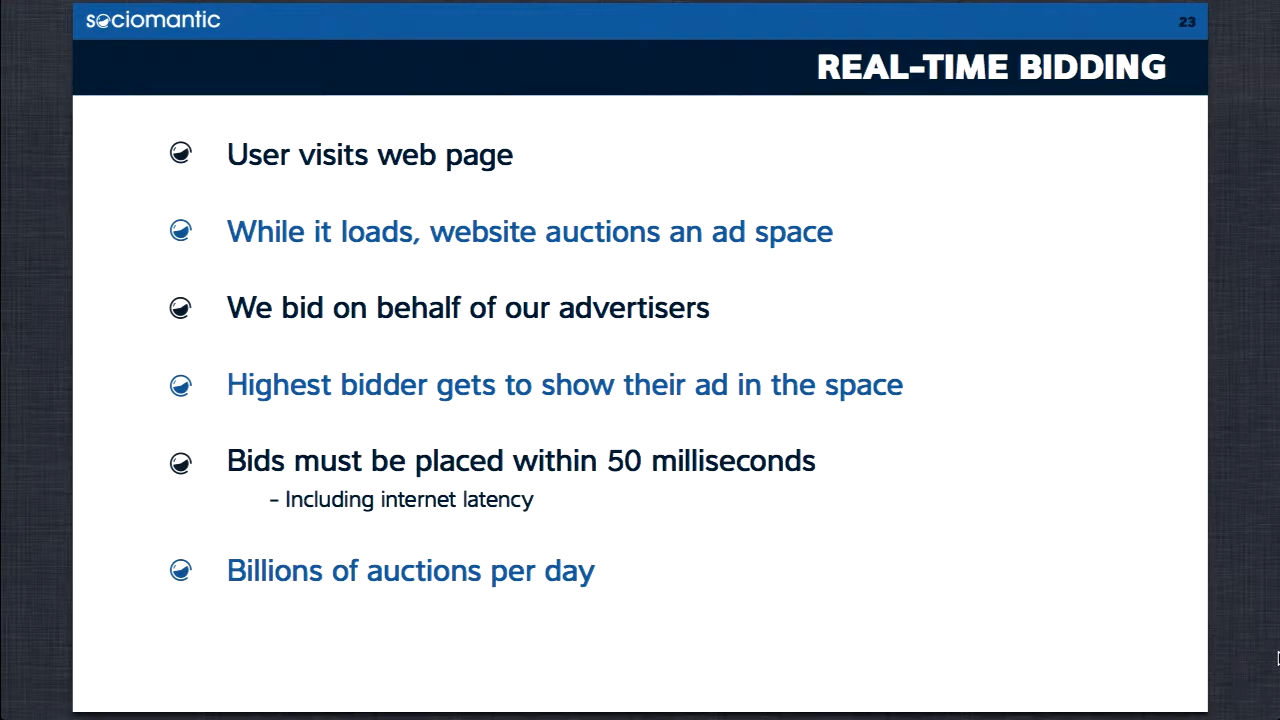 sociomantic
23
REAL-TIME BIDDING
User visits web page
While it loads, website auctions an ad space
We bid on behalf of our advertisers
Highest bidder gets to show their ad in the space
Bids must be placed within 50 milliseconds
- Including internet latency
Billions of auctions per day